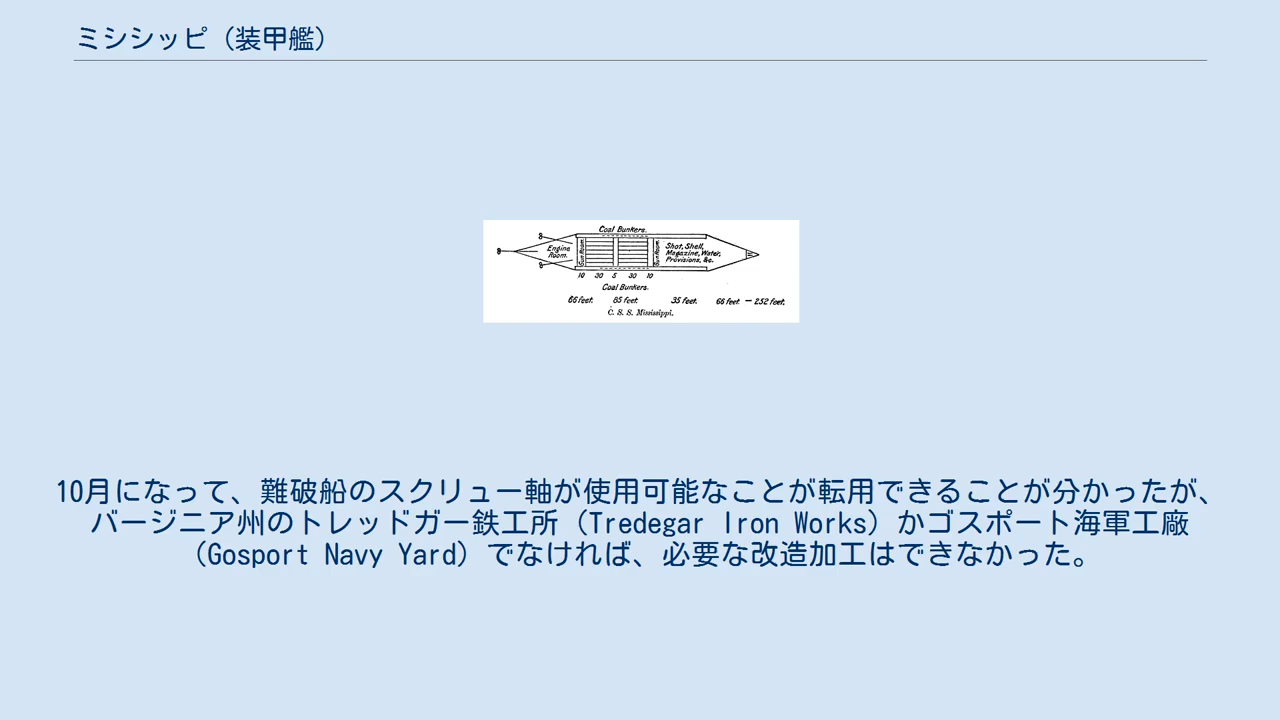 ミシシッピ（装甲艦）
Coal Bunkers.
Engine Room.
Gun Room.
Gun Room.
Shot, Shell, Magazine, Water, Provisions, &c.
10 30 5 30 10
Coal Bunkers.
66 feet. 85 feet. 35 feet. 66 feet — 252 feet.
C. S. S. Mississippi.
10月になって、難破船のスクリュー軸が使用可能なことが転用できることが分かったが、
バージニア州のトレッドガー鉄工所（Tredegar Iron Works）かゴスポート海軍工廠
（Gosport Navy Yard）でなければ、必要な改造加工はできなかった。